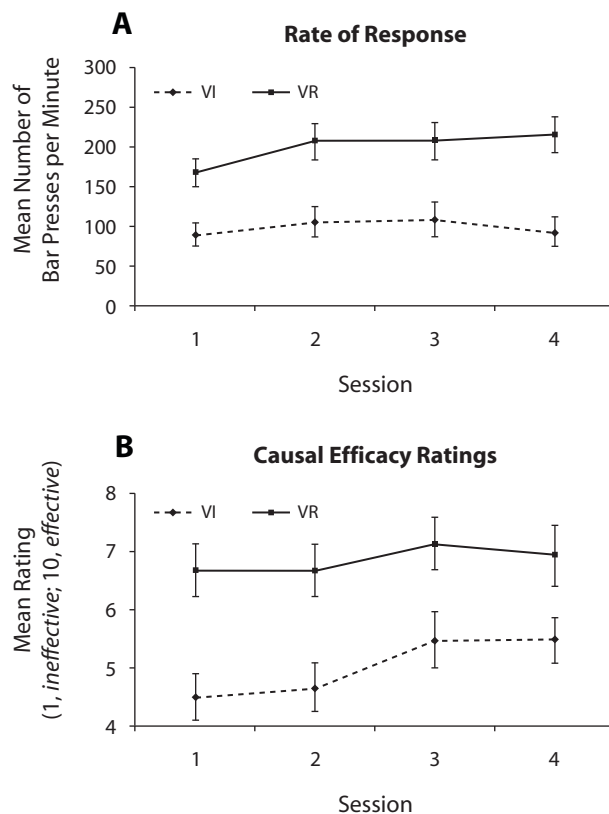 A Rate of Response
Mean Number of
Bar Presses per Minute
300
250
200
150
100
50
0
VI VR
1 2 3 4
Session
B Causal Efficacy Ratings
Mean Rating
(1, ineffective; 10, effective)
8
7
6
5
4
VI VR
1 2 3 4
Session